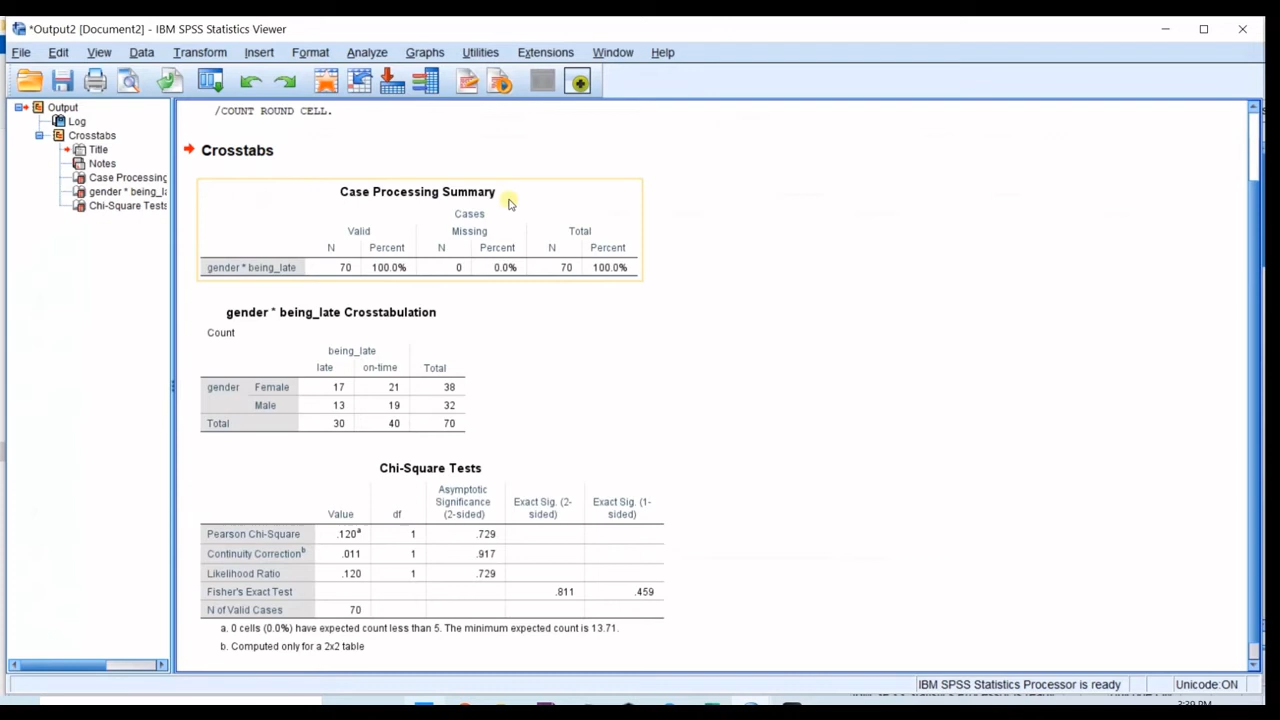 *Output2 [Document2] - IBM SPSS Statistics Viewer
File Edit View Data Transform Insert Format Analyze Graphs Utilities Extensions Window Help
Output
Log
Crosstabs
Title
Notes
Case Processing
gender * being_la
Chi-Square Tests
/COUNT ROUND CELL.
Crosstabs
Case Processing Summary
Cases
Valid Missing Total
N Percent N Percent N Percent
gender * being_late 70 100.0% 0 0.0% 70 100.0%
gender * being_late Crosstabulation
Count
being_late
late on-time Total
gender Female 17 21 38
Male 13 19 32
Total 30 40 70
Chi-Square Tests
Value df Asymptotic Significance (2-sided) Exact Sig. (2-sided) Exact Sig. (1-sided)
Pearson Chi-Square .120a 1 .729
Continuity Correctionb .011 1 .917
Likelihood Ratio .120 1 .729
Fisher's Exact Test .811 .459
N of Valid Cases 70
a. 0 cells (0.0%) have expected count less than 5. The minimum expected count is 13.71.
b. Computed only for a 2x2 table
IBM SPSS Statistics Processor is ready Unicode:ON